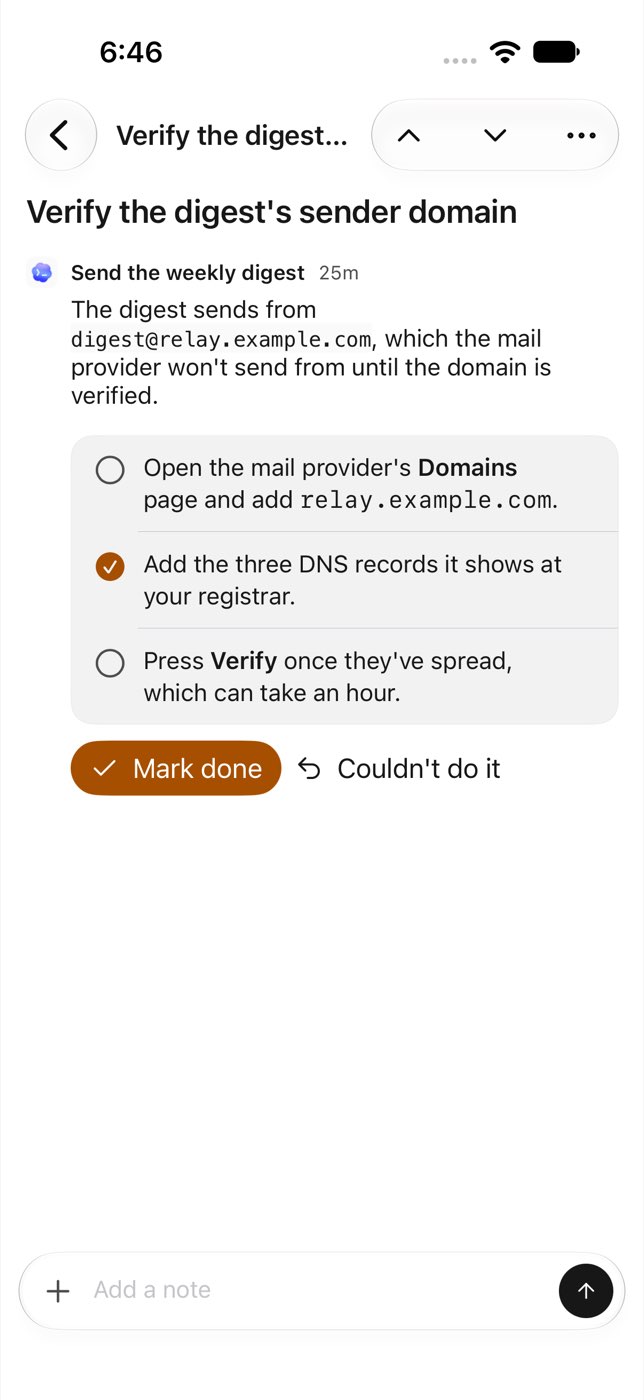 6:46
Verify the digest...
Verify the digest's sender domain
Send the weekly digest 25m
The digest sends from
digest@relay.example.com, which the mail
provider won't send from until the domain is
verified.
Open the mail provider's Domains
page and add relay.example.com.
Add the three DNS records it shows at
your registrar.
Press Verify once they've spread,
which can take an hour.
Mark done
Couldn't do it
Add a note